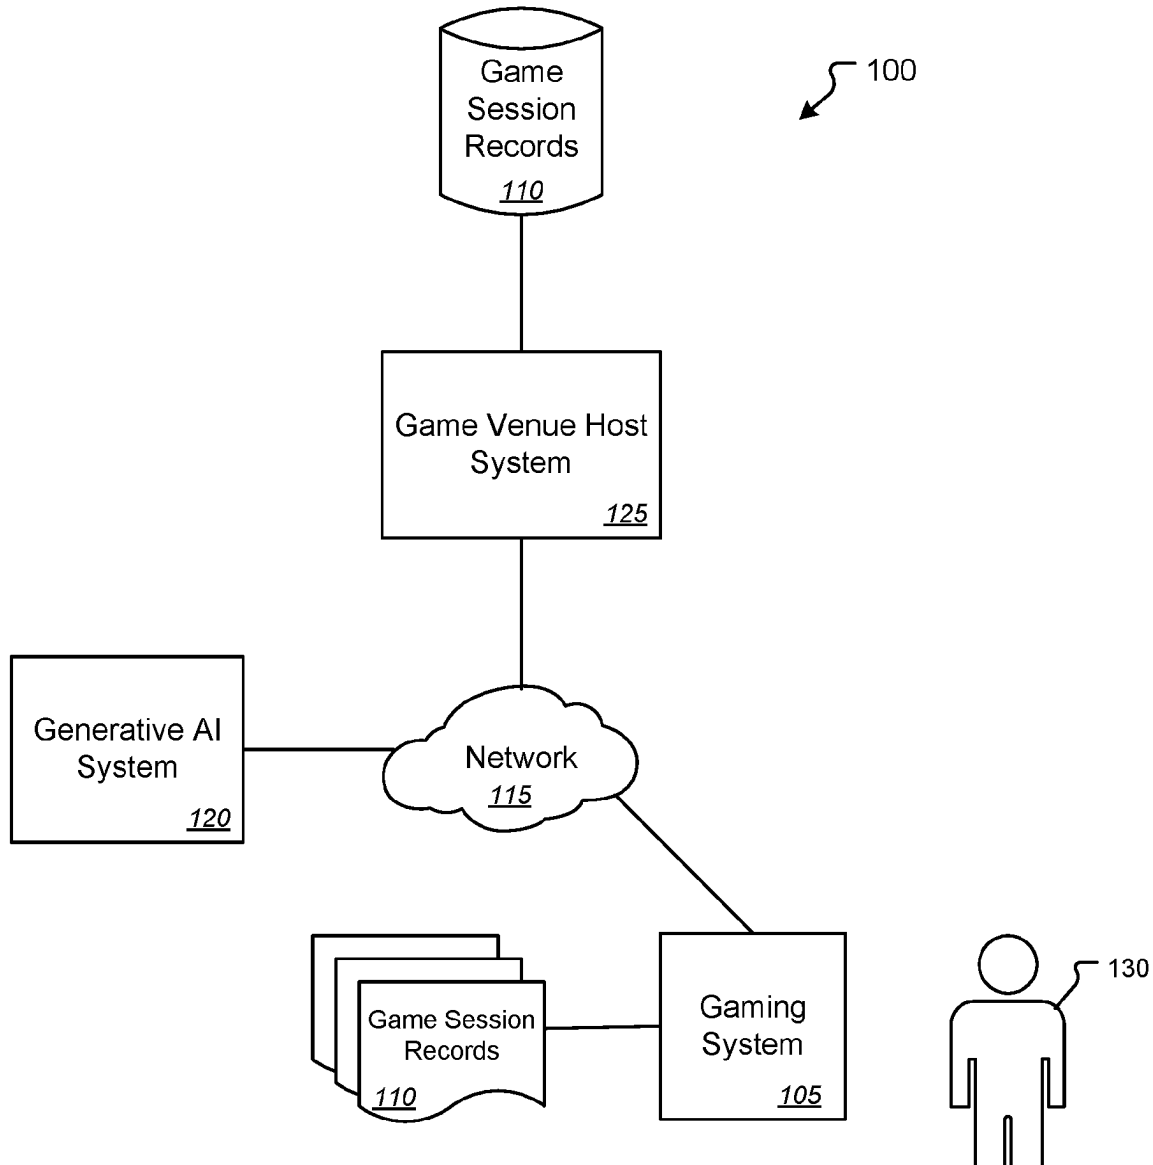 Game
Session
Records
110
100
Game Venue Host
System
125
Generative AI
System
120
Network
115
Game Session
Records
110
Gaming
System
105
130